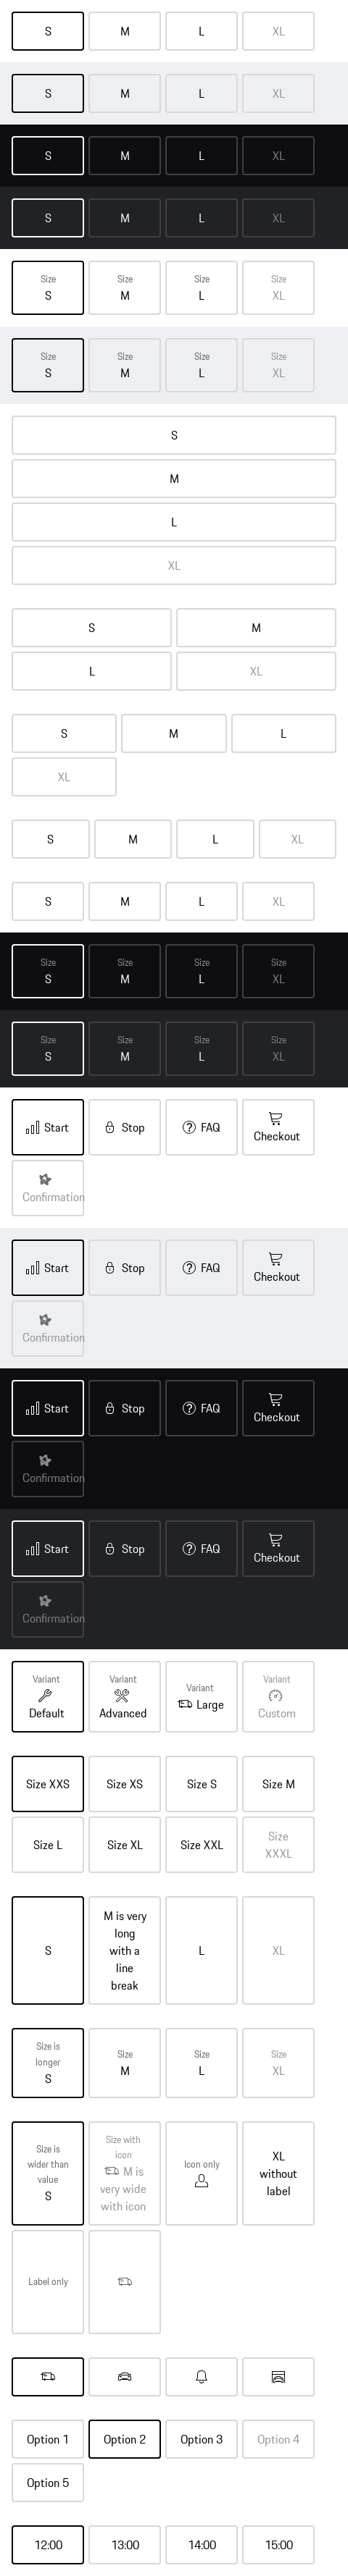 S M L XL
S M L XL
S M L XL
S M L XL
Size Size Size Size
S M L XL
Size Size Size Size
S M L XL
S
M
L
XL
S M
L XL
S M L
XL
S M L XL
S M L XL
Size Size Size Size
S M L XL
Size Size Size Size
S M L XL
Start Stop FAQ Checkout
Confirmation
Start Stop FAQ Checkout
Confirmation
Start Stop FAQ Checkout
Confirmation
Start Stop FAQ Checkout
Confirmation
Variant
Default
Variant
Advanced
Variant
Large
Variant
Custom
Size XXS Size XS Size S Size M
Size L Size XL Size XXL
Size
XXXL
S
M is very
long
with a
line
break
L
XL
Size is
longer
S
Size
M
Size
L
Size
XL
Size is
wider than
value
S
Size with
icon
M is
very wide
with icon
Icon only
XL
without
label
Label only
Option 1 Option 2 Option 3 Option 4
Option 5
12:00 13:00 14:00 15:00